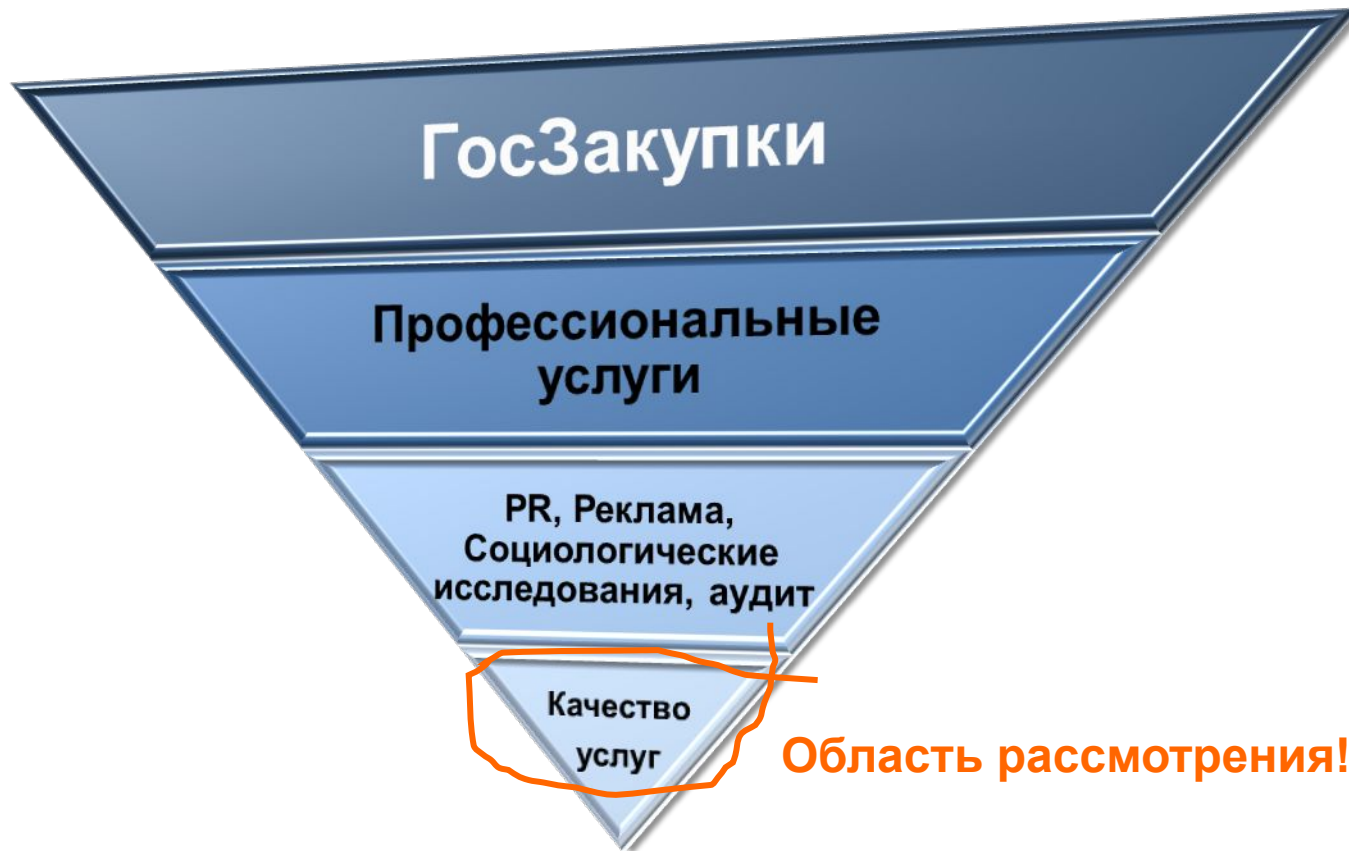 ГосЗакупки
Профессиональные
услуги
PR, Реклама,
Социологические
исследования, аудит
Качество
услуг
Область рассмотрения!